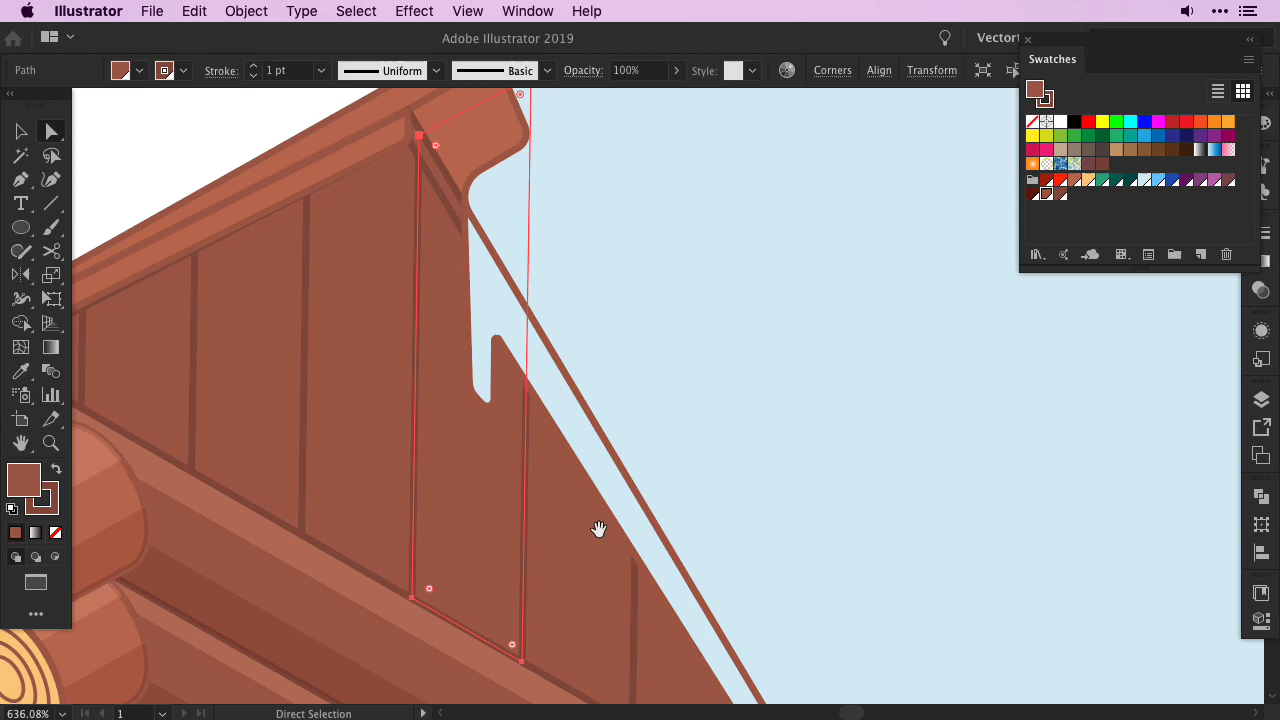 Illustrator File Edit Object Type Select Effect View Window Help
Adobe Illustrator 2019
Path Stroke: 1 pt Uniform Basic Opacity: 100% Style: Corners Align Transform
Swatches
636.08% 1 Direct Selection